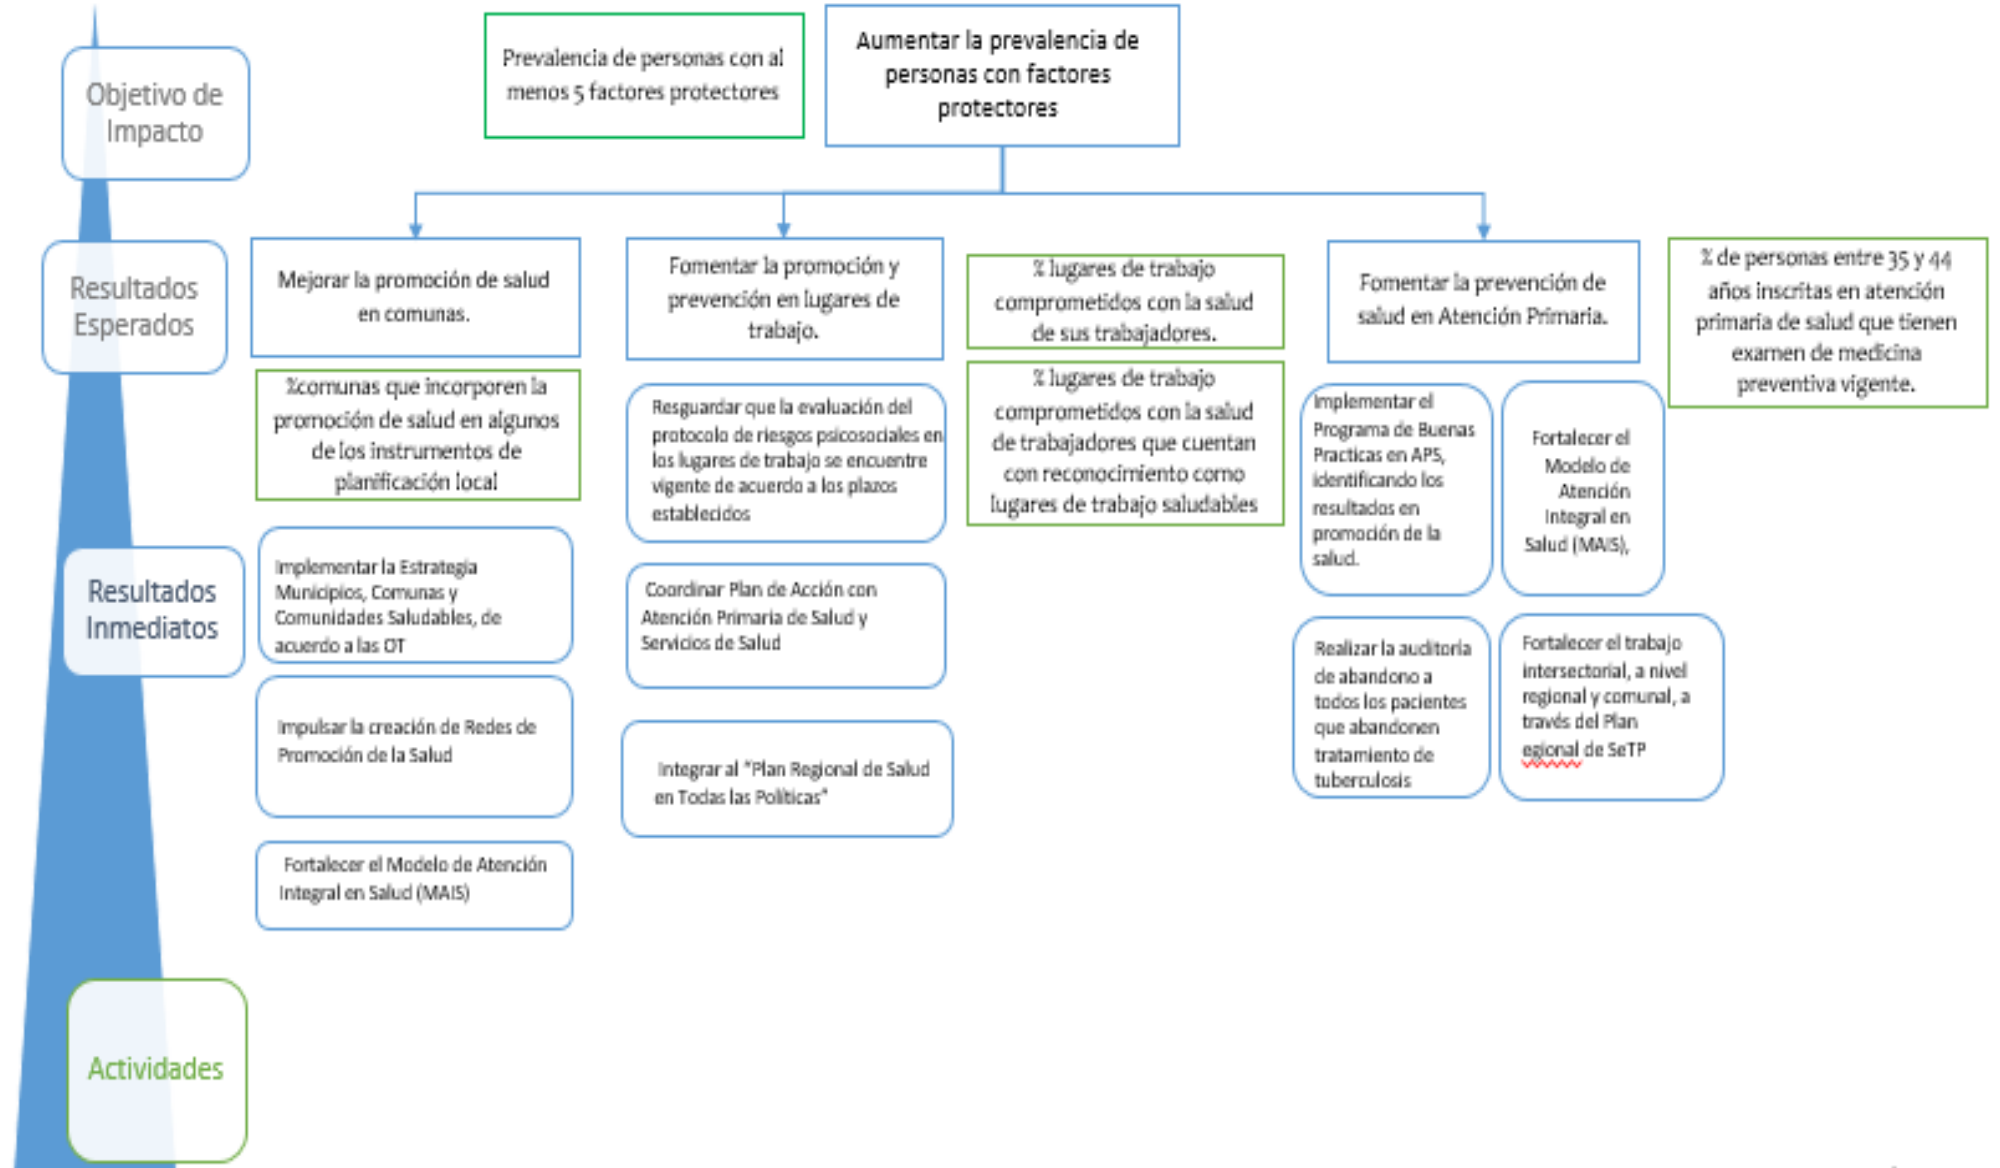 Objetivo de
Impacto
Prevalencia de personas con al
menos 5 factores protectores
Aumentar la prevalencia de
personas con factores
protectores
Resultados
Esperados
Mejorar la promoción de salud
en comunas.
%comunas que incorporen la
promoción de salud en algunos
de los instrumentos de
planificación local
Fomentar la promoción y
prevención en lugares de
trabajo.
% lugares de trabajo
comprometidos con la salud
de sus trabajadores.
% lugares de trabajo
comprometidos con la salud
de trabajadores que cuentan
con reconocimiento como
lugares de trabajo saludables
Fomentar la prevención de
salud en Atención Primaria.
% de personas entre 35 y 44
años inscritas en atención
primaria de salud que tienen
examen de medicina
preventiva vigente.
Resultados
Inmediatos
Implementar la Estrategia
Municipios, Comunas y
Comunidades Saludables, de
acuerdo a las OT
Impulsar la creación de Redes de
Promoción de la Salud
Fortalecer el Modelo de Atención
Integral en Salud (MAIS)
Resguardar que la evaluación del
protocolo de riesgos psicosociales en
los lugares de trabajo se encuentre
vigente de acuerdo a los plazos
establecidos
Coordinar Plan de Acción con
Atención Primaria de Salud y
Servicios de Salud
Integrar al "Plan Regional de Salud
en Todas las Políticas"
Implementar el
Programa de Buenas
Practicas en APS,
identificando los
resultados en
promoción de la
salud.
Fortalecer el
Modelo de
Atención
Integral en
Salud (MAIS),
Realizar la auditoria
de abandono a
todos los pacientes
que abandonen
tratamiento de
tuberculosis
Fortalecer el trabajo
intersectorial, a nivel
regional y comunal, a
través del Plan
egional de SeTP
Actividades